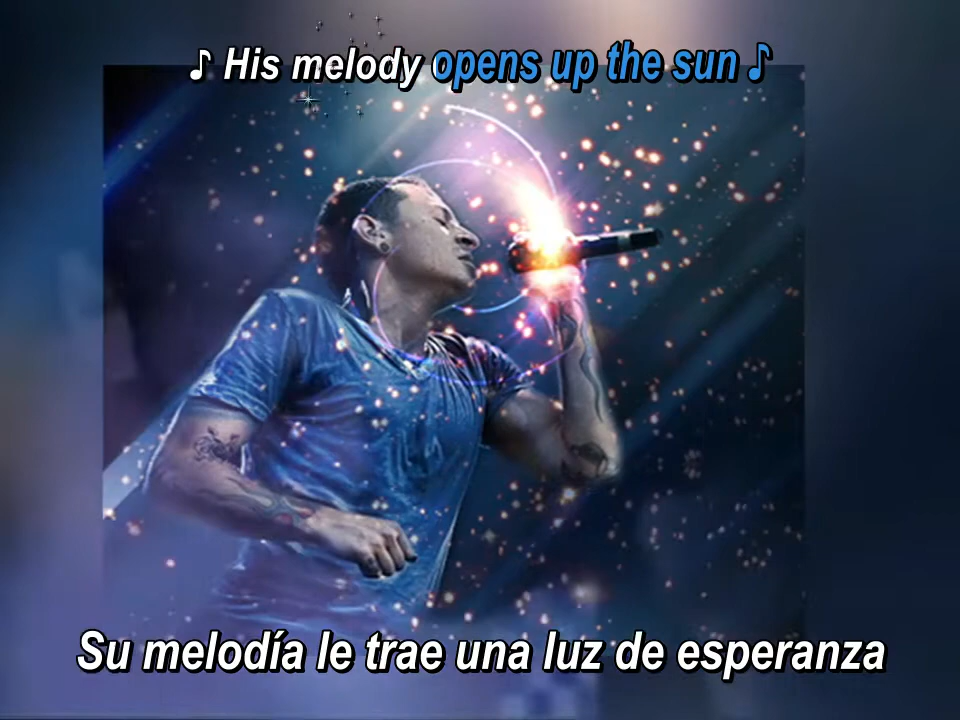 ♪ His melody opens up the sun ♪
Su melodía le trae una luz de esperanza